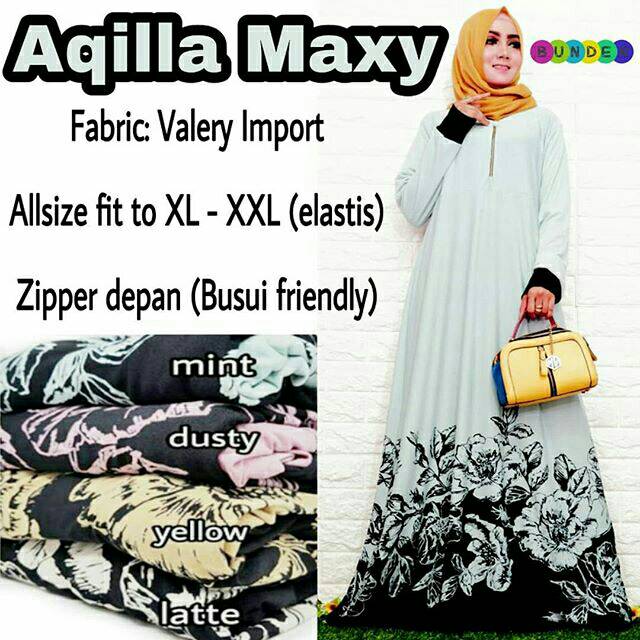 Aqilla Maxy
BUNDE
Fabric: Valery Import
Allsize fit to XL - XXL (elastis)
Zipper depan (Busui friendly)
mint
dusty
yellow
latte